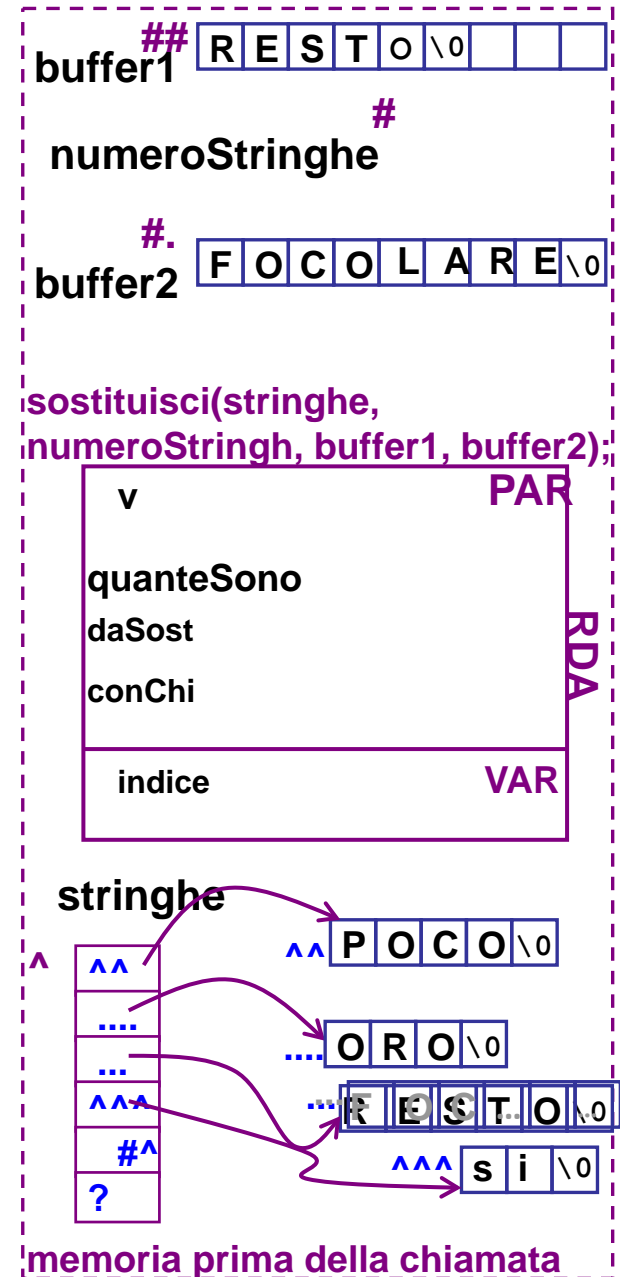 ##
buffer1 R E S T O \0
#
numeroStringhe
#.
buffer2 F O C O L A R E \0
sostituisci(stringhe,
numeroStringh, buffer1, buffer2);
v PAR
quanteSono
daSost
conChi
RDA
indice VAR
stringhe
^ ^^ ^^ P O C O \0
.... .... O R O \0
... ... R E S T O \0
^^^ ^^^ s i \0
#^
?
memoria prima della chiamata